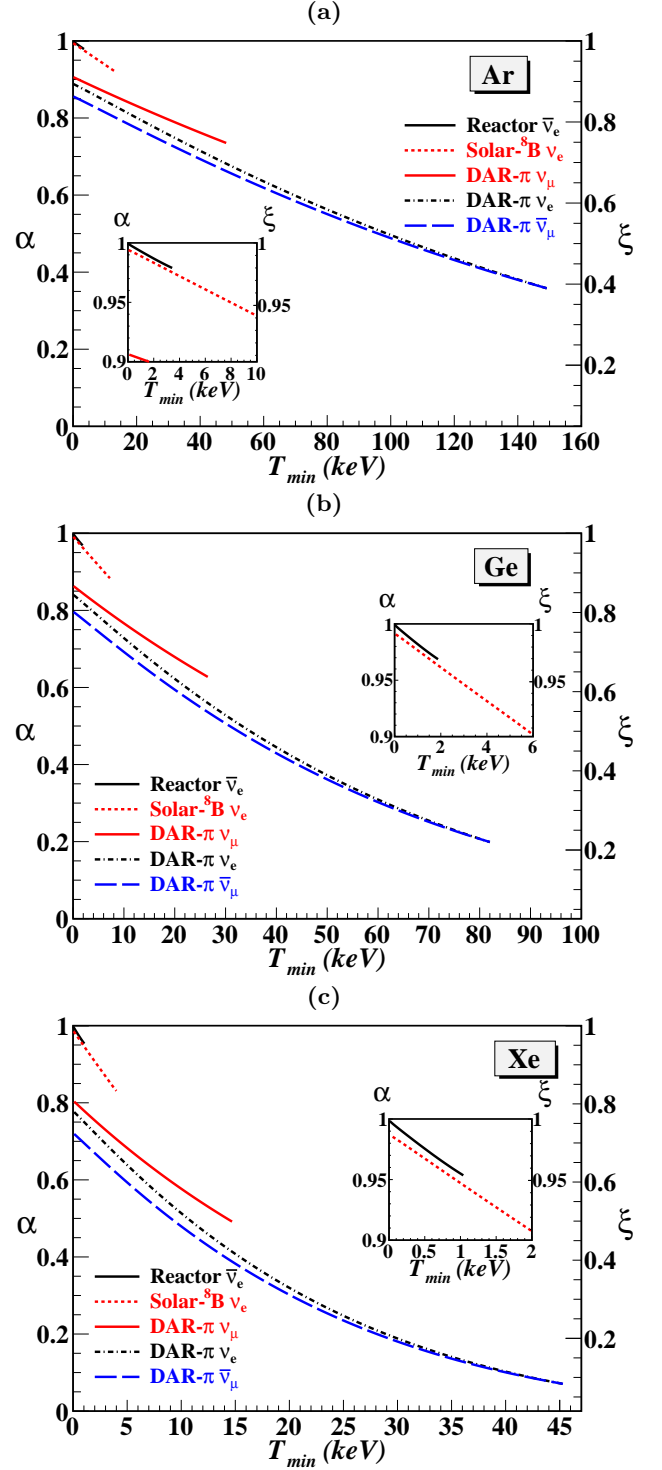 (a)
1
0.8
0.6
0.4
0.2
0
α
Ar
Reactor ν̅e
Solar-⁸B νe
DAR-π νμ
DAR-π νe
DAR-π ν̅μ
α
ξ
1
0.95
0.9
1
0.95
0 2 4 6 8 10
Tmin (keV)
1
0.8
0.6
0.4
0.2
ξ
0 20 40 60 80 100 120 140 160
Tmin (keV)
(b)
1
0.8
0.6
0.4
0.2
0
α
Ge
α
ξ
1
0.95
0.9
1
0.95
0 2 4 6
Tmin (keV)
Reactor ν̅e
Solar-⁸B νe
DAR-π νμ
DAR-π νe
DAR-π ν̅μ
1
0.8
0.6
0.4
0.2
ξ
0 10 20 30 40 50 60 70 80 90 100
Tmin (keV)
(c)
1
0.8
0.6
0.4
0.2
0
α
Xe
α
ξ
1
0.95
0.9
1
0.95
0 0.5 1 1.5 2
Tmin (keV)
Reactor ν̅e
Solar-⁸B νe
DAR-π νμ
DAR-π νe
DAR-π ν̅μ
1
0.8
0.6
0.4
0.2
ξ
0 5 10 15 20 25 30 35 40 45
Tmin (keV)